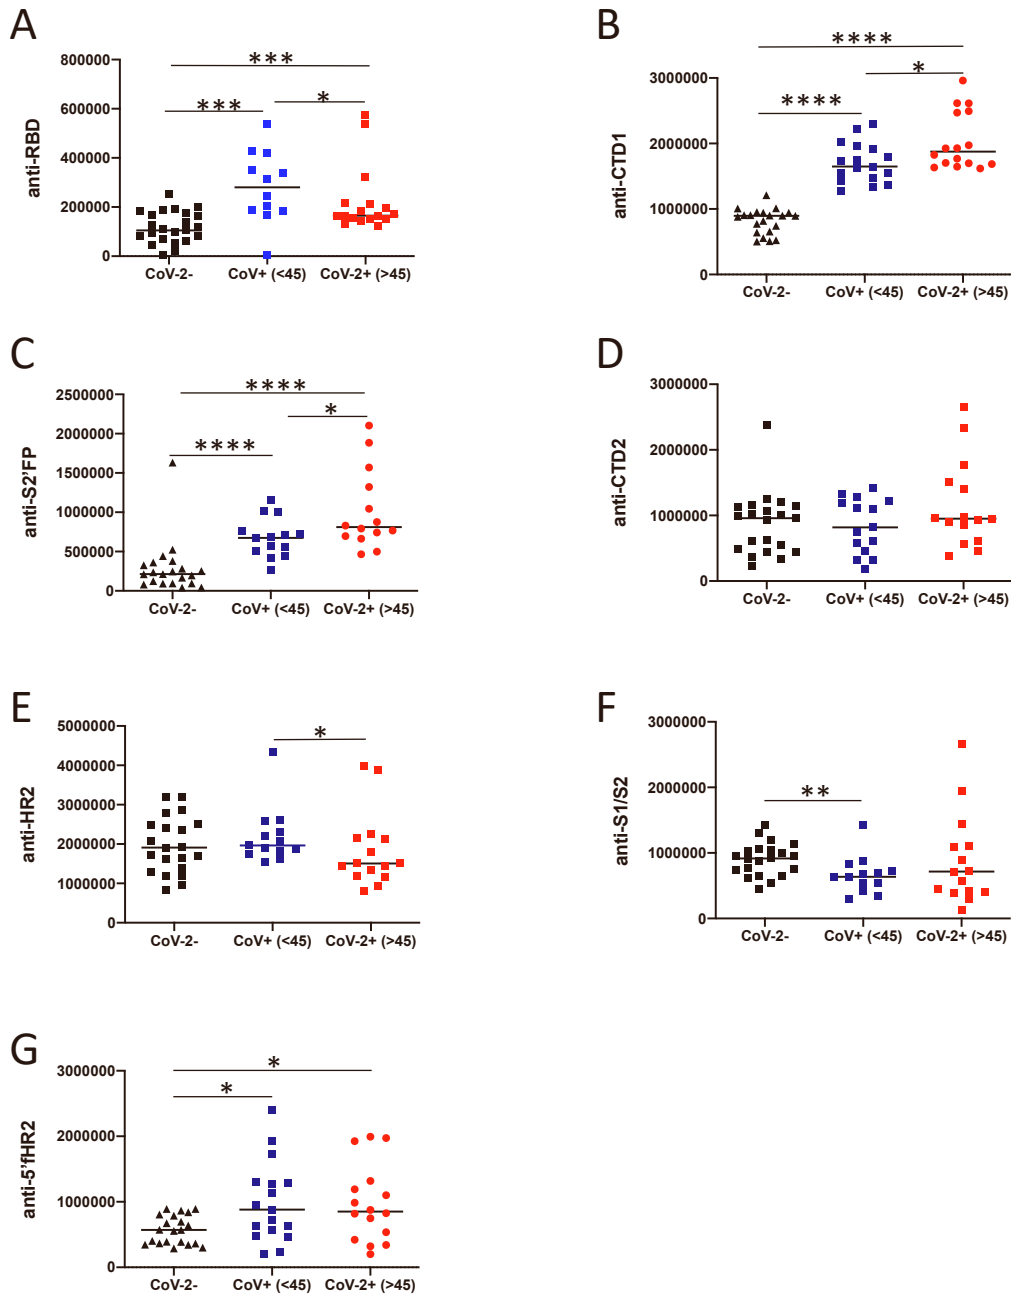 A
anti-RBD
800000
600000
400000
200000
0
***
***
*
CoV-2-
CoV+ (<45)
CoV-2+ (>45)
B
anti-CTD1
3000000
2000000
1000000
0
****
*
****
CoV-2-
CoV+ (<45)
CoV-2+ (>45)
C
anti-S2'FP
2500000
2000000
1500000
1000000
500000
0
****
*
****
CoV-2-
CoV+ (<45)
CoV-2+ (>45)
D
anti-CTD2
3000000
2000000
1000000
0
CoV-2-
CoV+ (<45)
CoV-2+ (>45)
E
anti-HR2
5000000
4000000
3000000
2000000
1000000
0
*
CoV-2-
CoV+ (<45)
CoV-2+ (>45)
F
anti-S1/S2
3000000
2000000
1000000
0
**
CoV-2-
CoV+ (<45)
CoV-2+ (>45)
G
anti-5'fHR2
3000000
2000000
1000000
0
*
*
CoV-2-
CoV+ (<45)
CoV-2+ (>45)